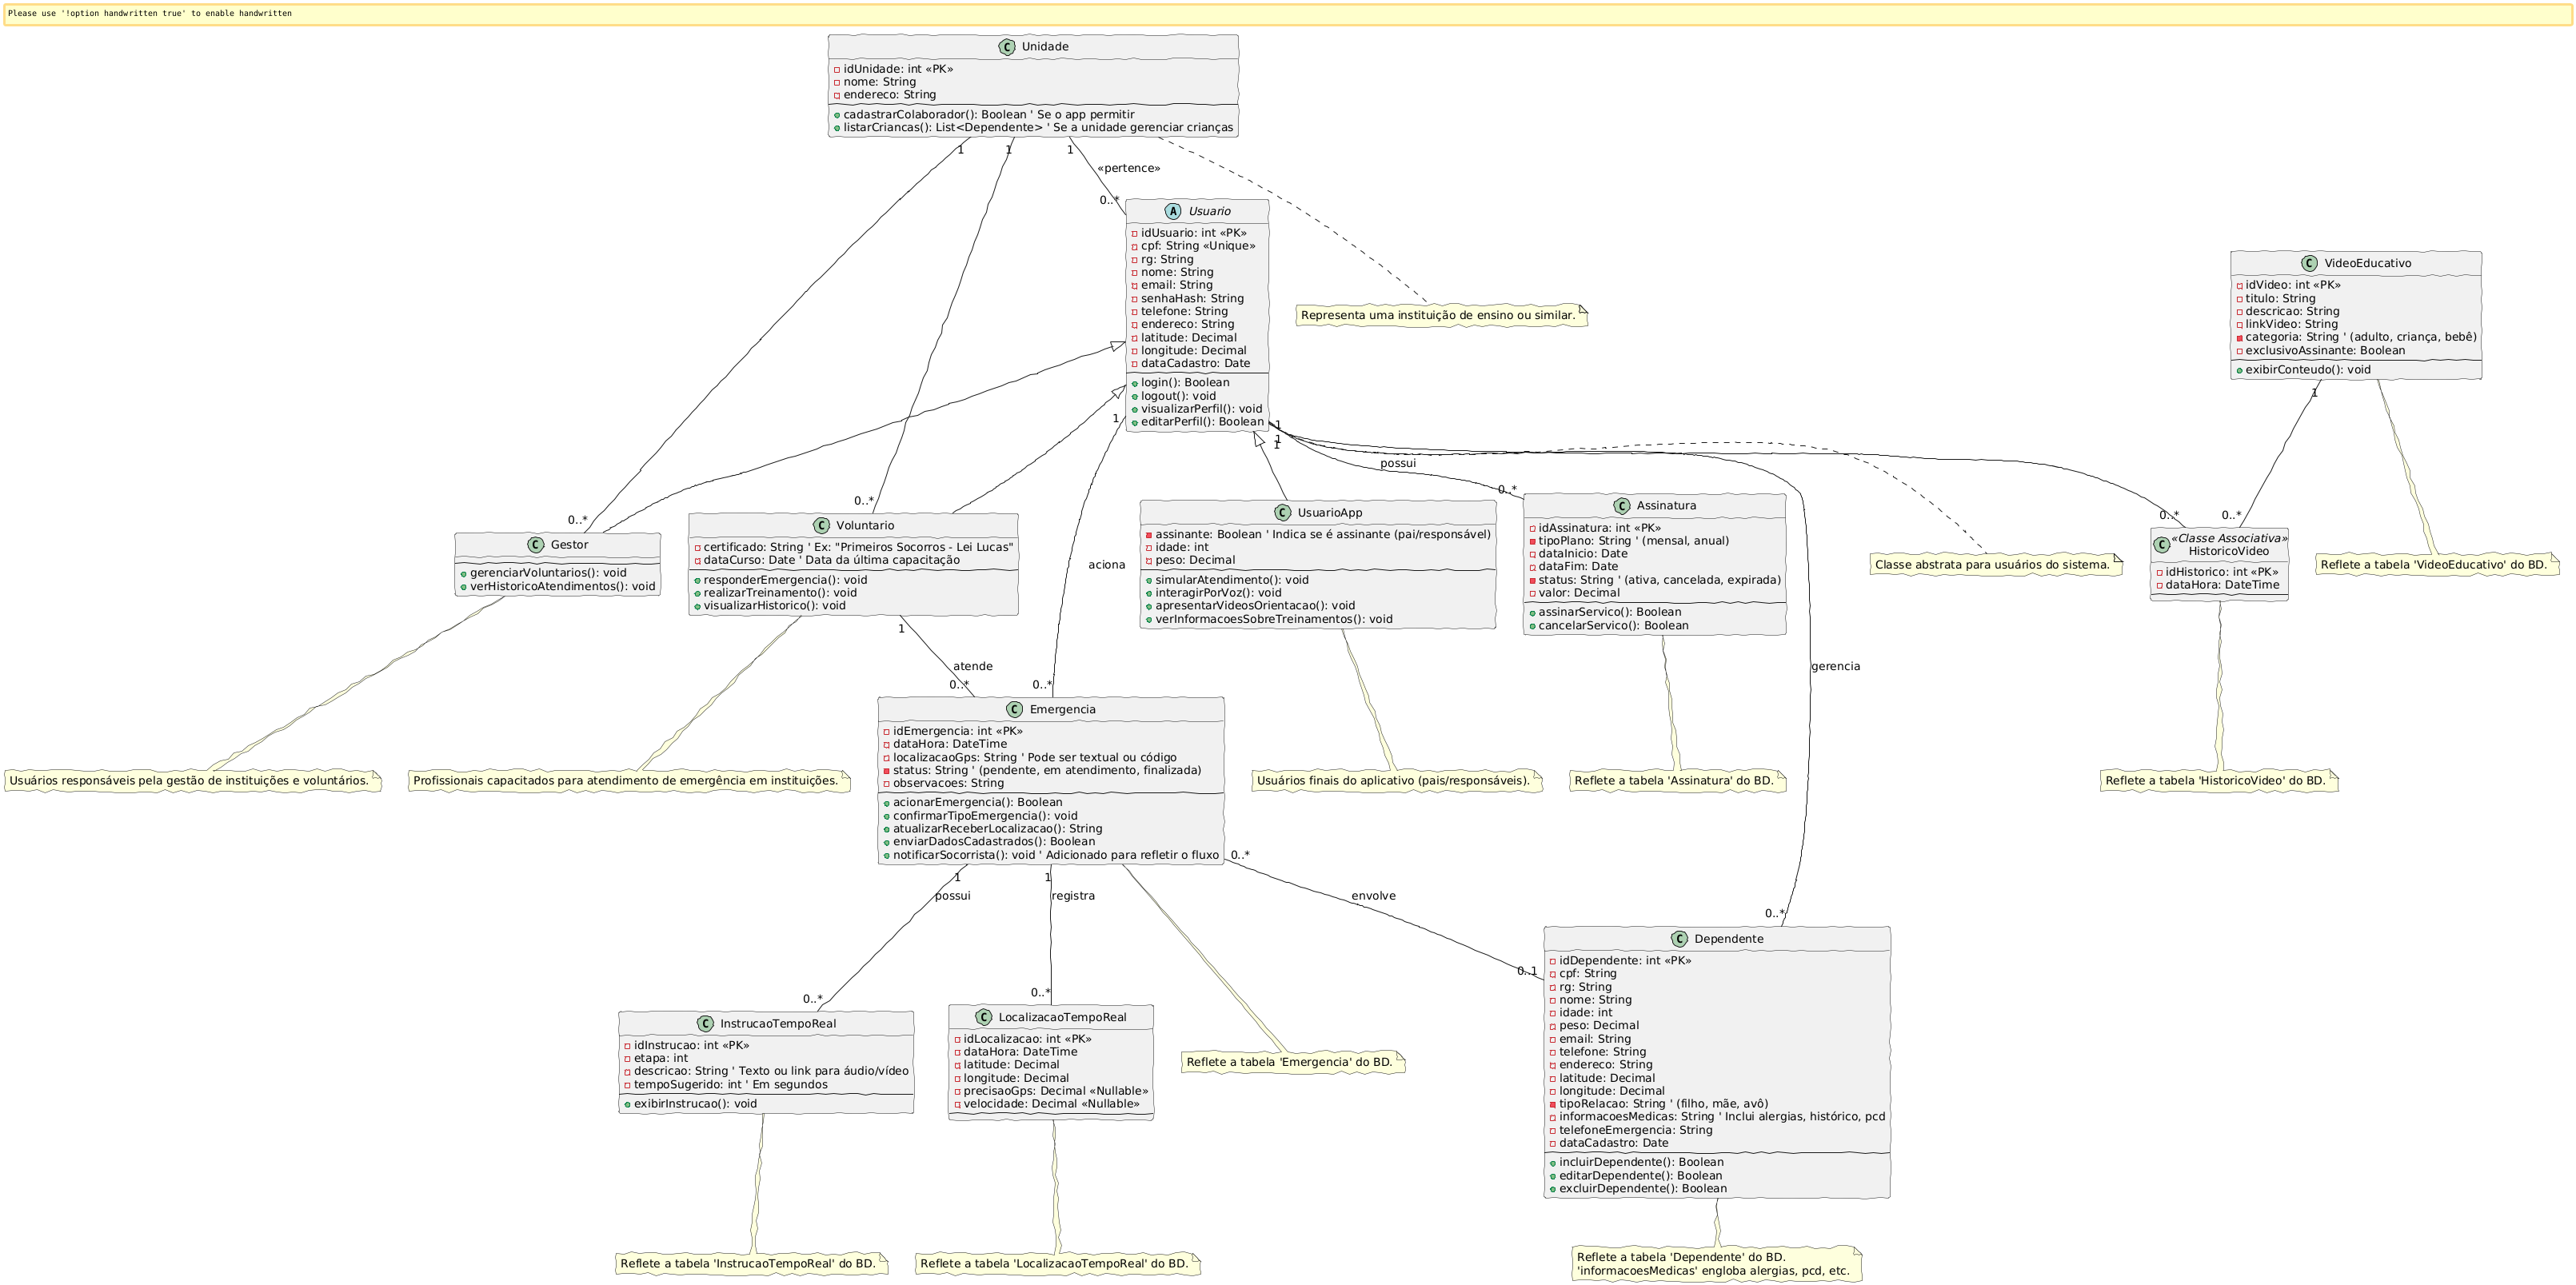 Please use '!option handwritten true' to enable handwritten
Unidade
idUnidade: int «PK»
nome: String
endereco: String
cadastrarColaborador(): Boolean ' Se o app permitir
listarCriancas(): List<Dependente> ' Se a unidade gerenciar crianças
1
1
1
«pertence»
0..*
Usuario
idUsuario: int «PK»
cpf: String «Unique»
rg: String
nome: String
email: String
senhaHash: String
telefone: String
endereco: String
latitude: Decimal
longitude: Decimal
dataCadastro: Date
login(): Boolean
logout(): void
visualizarPerfil(): void
editarPerfil(): Boolean
1
1
1
1
Representa uma instituição de ensino ou similar.
VideoEducativo
idVideo: int «PK»
titulo: String
descricao: String
linkVideo: String
categoria: String ' (adulto, criança, bebê)
exclusivoAssinante: Boolean
exibirConteudo(): void
1
possui
0..*
0..*
0..*
0..*
0..*
Gestor
gerenciarVoluntarios(): void
verHistoricoAtendimentos(): void
Voluntario
certificado: String ' Ex: "Primeiros Socorros - Lei Lucas"
dataCurso: Date ' Data da última capacitação
responderEmergencia(): void
realizarTreinamento(): void
visualizarHistorico(): void
1
aciona
UsuarioApp
assinante: Boolean ' Indica se é assinante (pai/responsável)
idade: int
peso: Decimal
simularAtendimento(): void
interagirPorVoz(): void
apresentarVideosOrientacao(): void
verInformacoesSobreTreinamentos(): void
Assinatura
idAssinatura: int «PK»
tipoPlano: String ' (mensal, anual)
dataInicio: Date
dataFim: Date
status: String ' (ativa, cancelada, expirada)
valor: Decimal
assinarServico(): Boolean
cancelarServico(): Boolean
Classe abstrata para usuários do sistema.
«Classe Associativa»
HistoricoVideo
idHistorico: int «PK»
dataHora: DateTime
Reflete a tabela 'VideoEducativo' do BD.
atende
gerencia
0..*
0..*
Usuários responsáveis pela gestão de instituições e voluntários.
Profissionais capacitados para atendimento de emergência em instituições.
Emergencia
idEmergencia: int «PK»
dataHora: DateTime
localizacaoGps: String ' Pode ser textual ou código
status: String ' (pendente, em atendimento, finalizada)
observacoes: String
acionarEmergencia(): Boolean
confirmarTipoEmergencia(): void
atualizarReceberLocalizacao(): String
enviarDadosCadastrados(): Boolean
notificarSocorrista(): void ' Adicionado para refletir o fluxo
Usuários finais do aplicativo (pais/responsáveis).
Reflete a tabela 'Assinatura' do BD.
Reflete a tabela 'HistoricoVideo' do BD.
0..*
1
1
possui
registra
envolve
0..*
0..1
0..*
0..*
InstrucaoTempoReal
idInstrucao: int «PK»
etapa: int
descricao: String ' Texto ou link para áudio/vídeo
tempoSugerido: int ' Em segundos
exibirInstrucao(): void
LocalizacaoTempoReal
idLocalizacao: int «PK»
dataHora: DateTime
latitude: Decimal
longitude: Decimal
precisaoGps: Decimal «Nullable»
velocidade: Decimal «Nullable»
Reflete a tabela 'Emergencia' do BD.
Dependente
idDependente: int «PK»
cpf: String
rg: String
nome: String
idade: int
peso: Decimal
email: String
telefone: String
endereco: String
latitude: Decimal
longitude: Decimal
tipoRelacao: String ' (filho, mãe, avô)
informacoesMedicas: String ' Inclui alergias, histórico, pcd
telefoneEmergencia: String
dataCadastro: Date
incluirDependente(): Boolean
editarDependente(): Boolean
excluirDependente(): Boolean
Reflete a tabela 'InstrucaoTempoReal' do BD.
Reflete a tabela 'LocalizacaoTempoReal' do BD.
Reflete a tabela 'Dependente' do BD.
'informacoesMedicas' engloba alergias, pcd, etc.